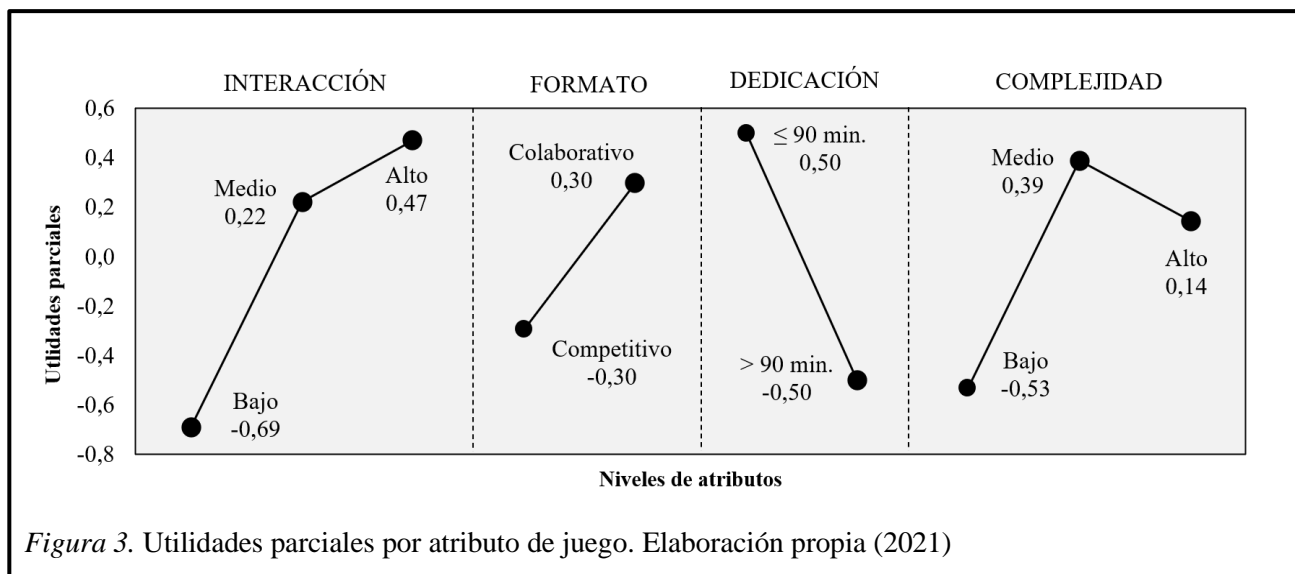 INTERACCIÓN
FORMATO
DEDICACIÓN
COMPLEJIDAD
Utilidades parciales
0,6
0,4
0,2
0,0
-0,2
-0,4
-0,6
-0,8
Bajo
-0,69
Medio
0,22
Alto
0,47
Colaborativo
0,30
Competitivo
-0,30
≤ 90 min.
0,50
> 90 min.
-0,50
Bajo
-0,53
Medio
0,39
Alto
0,14
Niveles de atributos
Figura 3. Utilidades parciales por atributo de juego. Elaboración propia (2021)